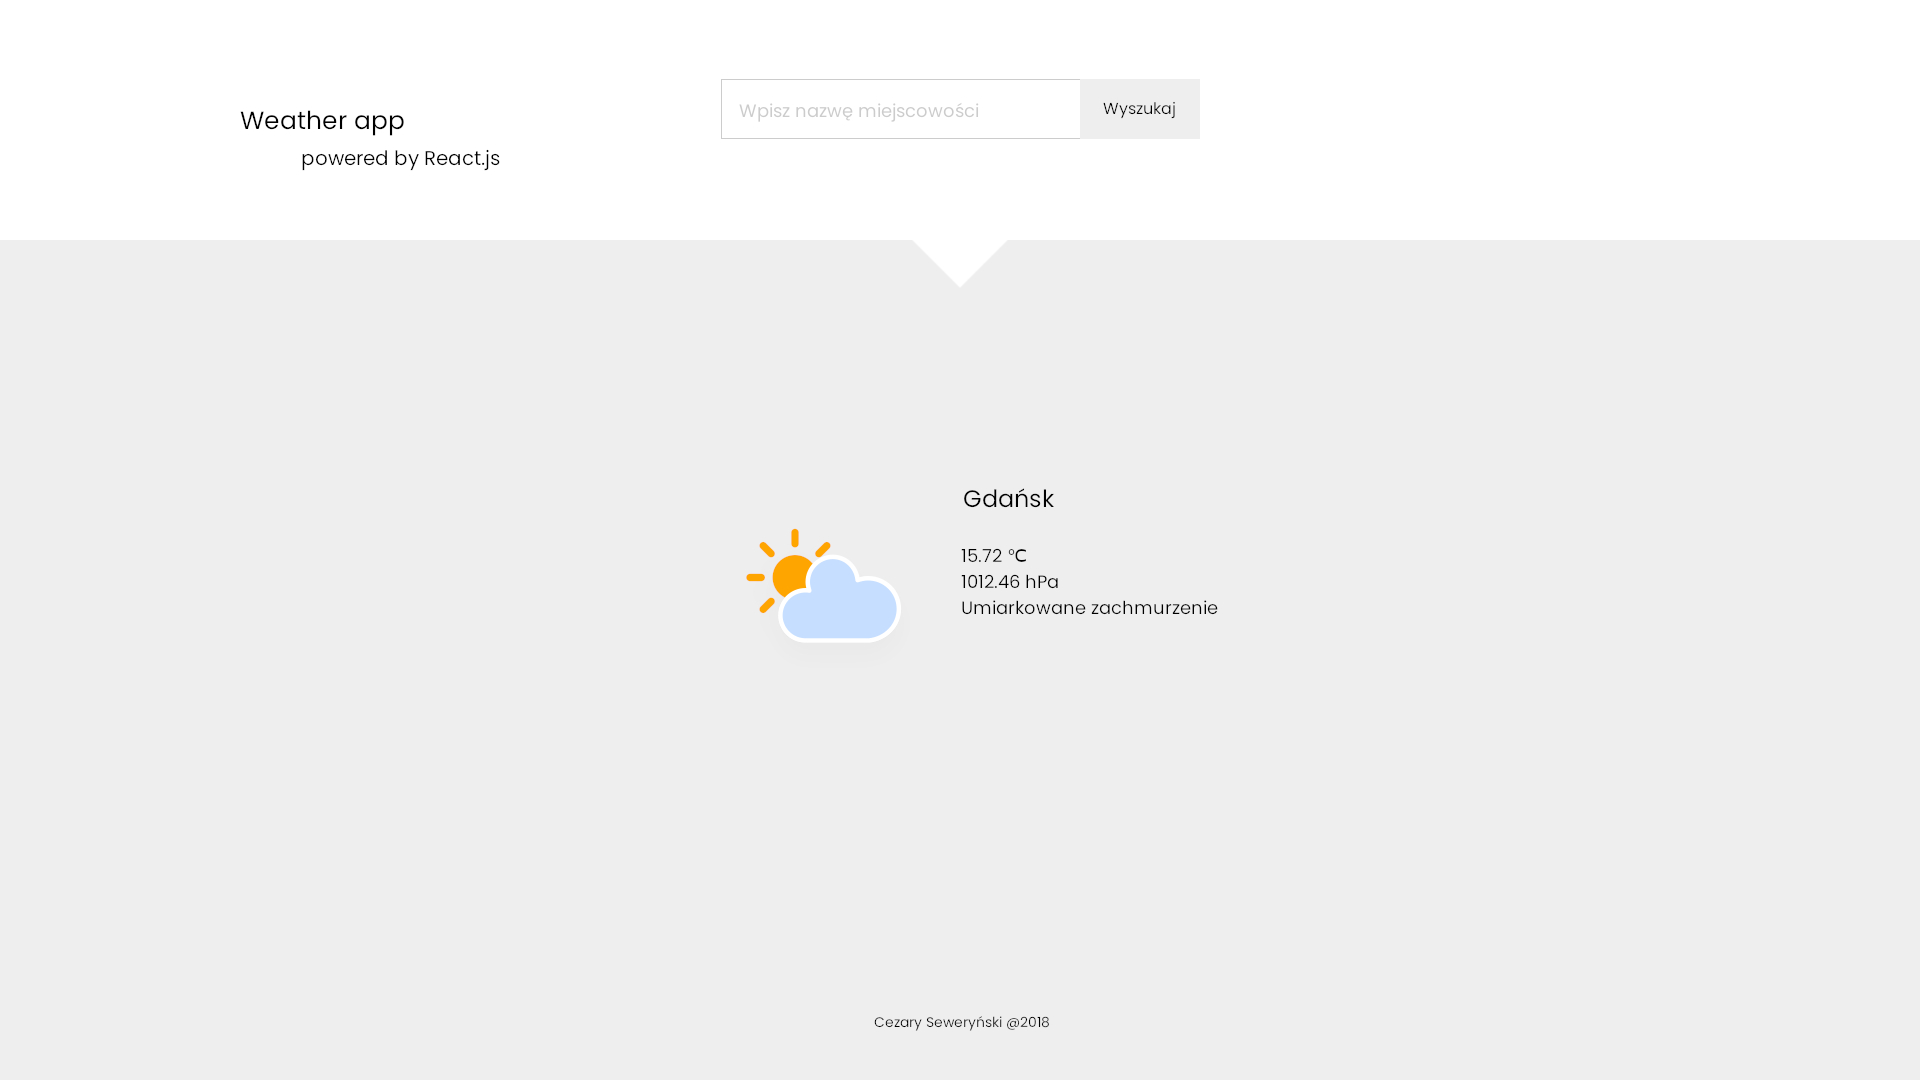 Weather app
powered by React.js
Wpisz nazwę miejscowości
Wyszukaj
Gdańsk
15.72 °C
1012.46 hPa
Umiarkowane zachmurzenie
Cezary Seweryński @2018